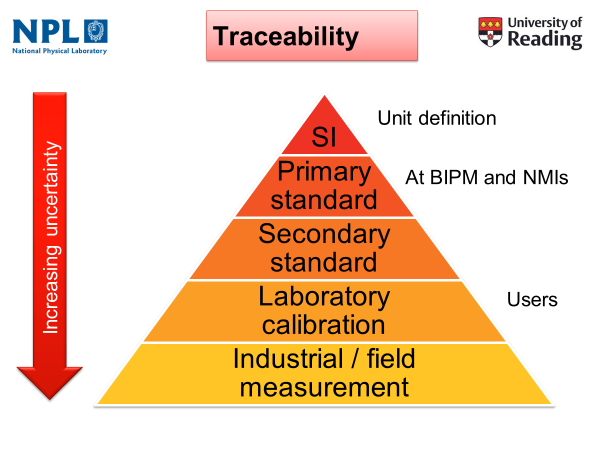 NPL
National Physical Laboratory
Traceability
University of
Reading
Increasing uncertainty
SI
Unit definition
Primary
standard
At BIPM and NMIs
Secondary
standard
Laboratory
calibration
Users
Industrial / field
measurement